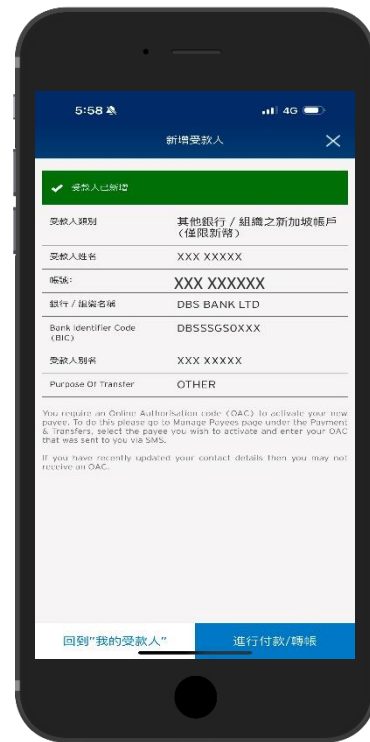 5:58
4G
新增受款人
受款人已新增
受款人類別
其他銀行 / 組織之新加坡帳戶
(僅限新幣)
受款人姓名
XXX XXXXX
帳號:
XXX XXXXXX
銀行 / 組織名稱
DBS BANK LTD
Bank Identifier Code
(BIC)
DBSSSGS0XXX
受款人別名
XXX XXXXX
Purpose Of Transfer
OTHER
You require an Online Authorisation code (OAC) to activate your new
payee. To do this please go to Manage Payees page under the Payment
& Transfers, select the payee you wish to activate and enter your OAC
that was sent to you via SMS.
If you have recently updated your contact details then you may not
receive an OAC.
回到"我的受款人"
進行付款/轉帳